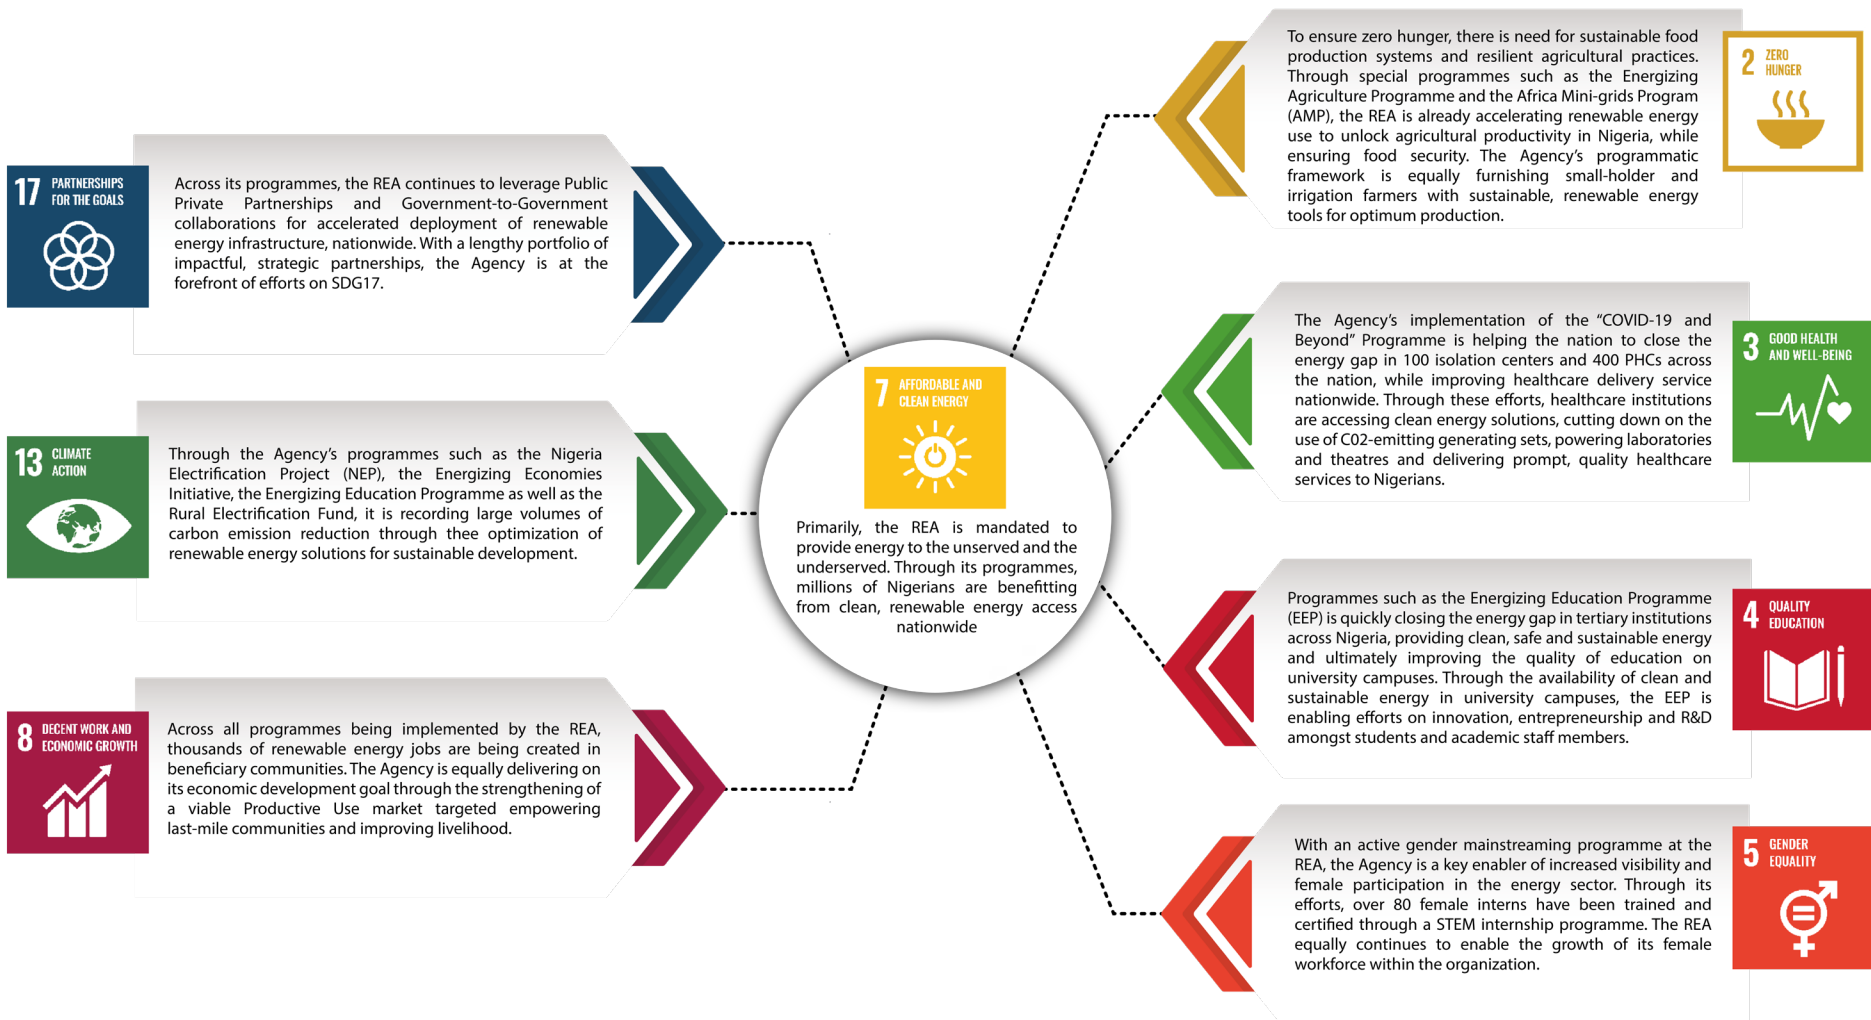 17 PARTNERSHIPS
FOR THE GOALS
Across its programmes, the REA continues to leverage Public
Private Partnerships and Government-to-Government
collaborations for accelerated deployment of renewable
energy infrastructure, nationwide. With a lengthy portfolio of
impactful, strategic partnerships, the Agency is at the
forefront of efforts on SDG17.
13 CLIMATE
ACTION
Through the Agency's programmes such as the Nigeria
Electrification Project (NEP), the Energizing Economies
Initiative, the Energizing Education Programme as well as the
Rural Electrification Fund, it is recording large volumes of
carbon emission reduction through thee optimization of
renewable energy solutions for sustainable development.
8 DECENT WORK AND
ECONOMIC GROWTH
Across all programmes being implemented by the REA,
thousands of renewable energy jobs are being created in
beneficiary communities. The Agency is equally delivering on
its economic development goal through the strengthening of
a viable Productive Use market targeted empowering
last-mile communities and improving livelihood.
7 AFFORDABLE AND
CLEAN ENERGY
Primarily, the REA is mandated to
provide energy to the unserved and the
underserved. Through its programmes,
millions of Nigerians are benefitting
from clean, renewable energy access
nationwide
To ensure zero hunger, there is need for sustainable food
production systems and resilient agricultural practices.
Through special programmes such as the Energizing
Agriculture Programme and the Africa Mini-grids Program
(AMP), the REA is already accelerating renewable energy
use to unlock agricultural productivity in Nigeria, while
ensuring food security. The Agency's programmatic
framework is equally furnishing small-holder and
irrigation farmers with sustainable, renewable energy
tools for optimum production.
2 ZERO
HUNGER
The Agency's implementation of the "COVID-19 and
Beyond" Programme is helping the nation to close the
energy gap in 100 isolation centers and 400 PHCs across
the nation, while improving healthcare delivery service
nationwide. Through these efforts, healthcare institutions
are accessing clean energy solutions, cutting down on the
use of C02-emitting generating sets, powering laboratories
and theatres and delivering prompt, quality healthcare
services to Nigerians.
3 GOOD HEALTH
AND WELL-BEING
Programmes such as the Energizing Education Programme
(EEP) is quickly closing the energy gap in tertiary institutions
across Nigeria, providing clean, safe and sustainable energy
and ultimately improving the quality of education on
university campuses. Through the availability of clean and
sustainable energy in university campuses, the EEP is
enabling efforts on innovation, entrepreneurship and R&D
amongst students and academic staff members.
4 QUALITY
EDUCATION
With an active gender mainstreaming programme at the
REA, the Agency is a key enabler of increased visibility and
female participation in the energy sector. Through its
efforts, over 80 female interns have been trained and
certified through a STEM internship programme. The REA
equally continues to enable the growth of its female
workforce within the organization.
5 GENDER
EQUALITY